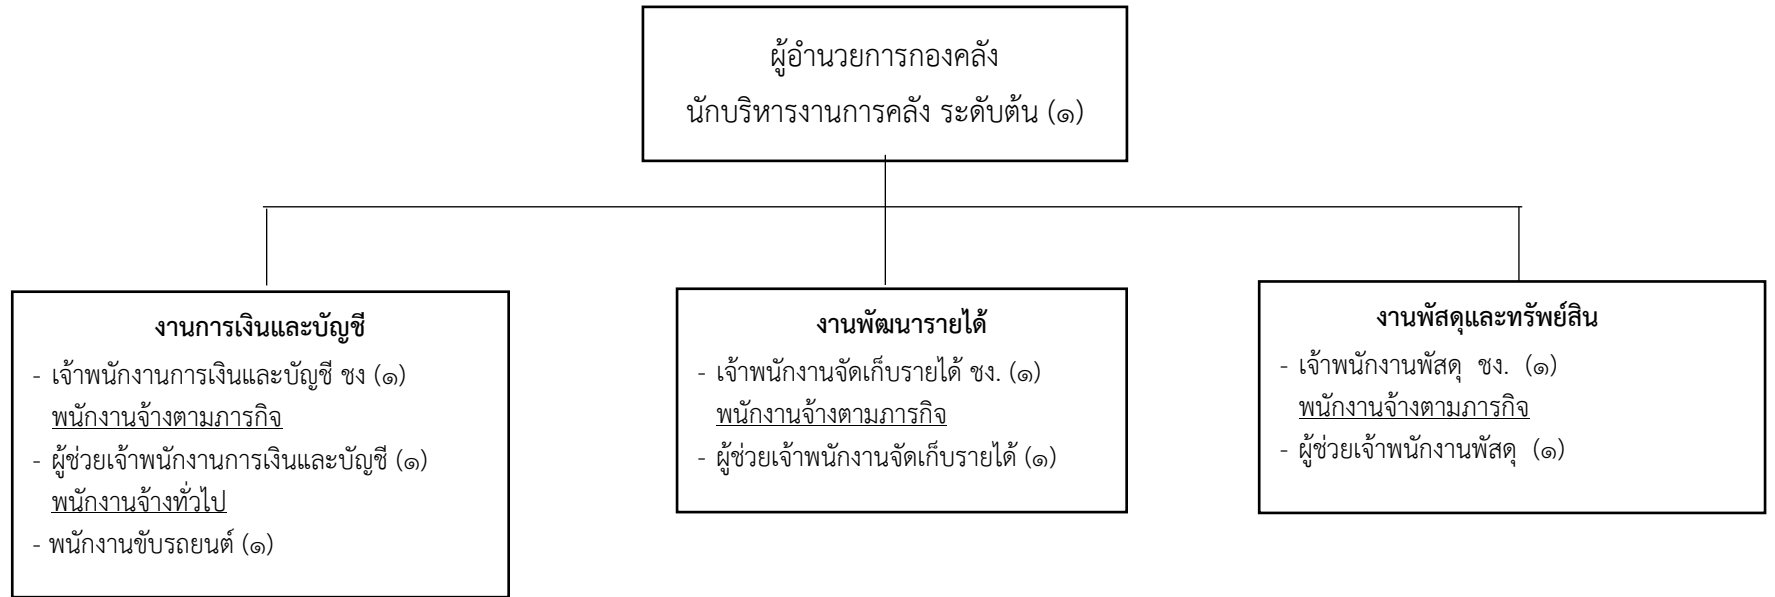 ผู้อำนวยการกองคลัง
นักบริหารงานการคลัง ระดับต้น (๑)
งานการเงินและบัญชี
- เจ้าพนักงานการเงินและบัญชี ชง (๑)
พนักงานจ้างตามภารกิจ
- ผู้ช่วยเจ้าพนักงานการเงินและบัญชี (๑)
พนักงานจ้างทั่วไป
- พนักงานขับรถยนต์ (๑)
งานพัฒนารายได้
- เจ้าพนักงานจัดเก็บรายได้ ชง. (๑)
พนักงานจ้างตามภารกิจ
- ผู้ช่วยเจ้าพนักงานจัดเก็บรายได้ (๑)
งานพัสดุและทรัพย์สิน
- เจ้าพนักงานพัสดุ ชง. (๑)
พนักงานจ้างตามภารกิจ
- ผู้ช่วยเจ้าพนักงานพัสดุ (๑)